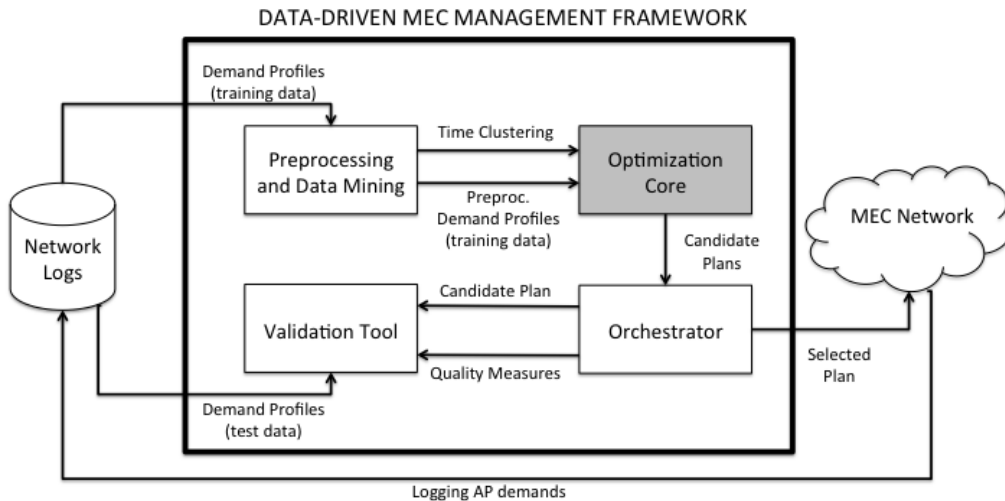 DATA-DRIVEN MEC MANAGEMENT FRAMEWORK
Demand Profiles
(training data)
Preprocessing
and Data Mining
Time Clustering
Preproc.
Demand Profiles
(training data)
Optimization
Core
MEC Network
Network
Logs
Candidate
Plans
Validation Tool
Candidate Plan
Quality Measures
Orchestrator
Selected
Plan
Demand Profiles
(test data)
Logging AP demands